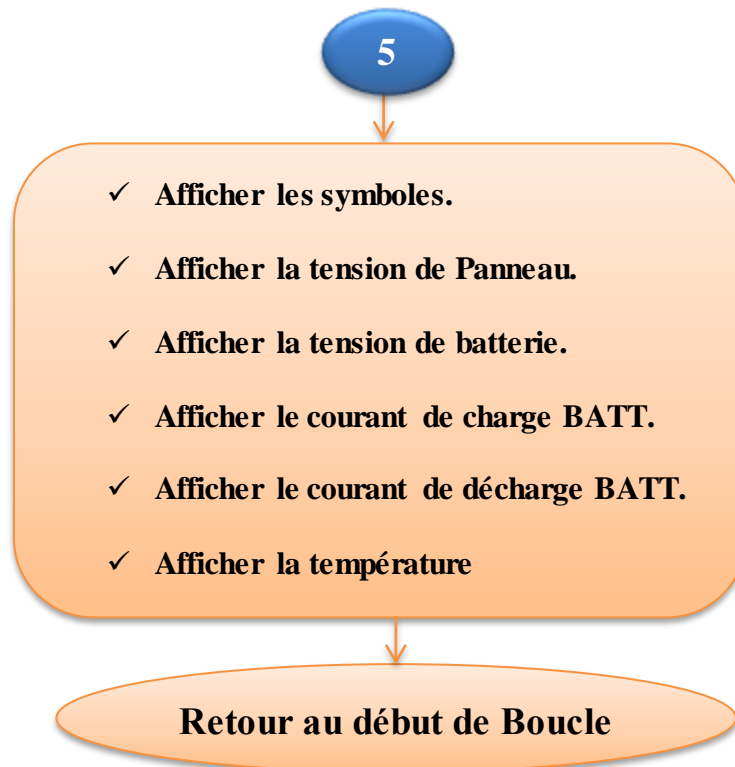 5
✓ Afficher les symboles.
✓ Afficher la tension de Panneau.
✓ Afficher la tension de batterie.
✓ Afficher le courant de charge BATT.
✓ Afficher le courant de décharge BATT.
✓ Afficher la température
Retour au début de Boucle